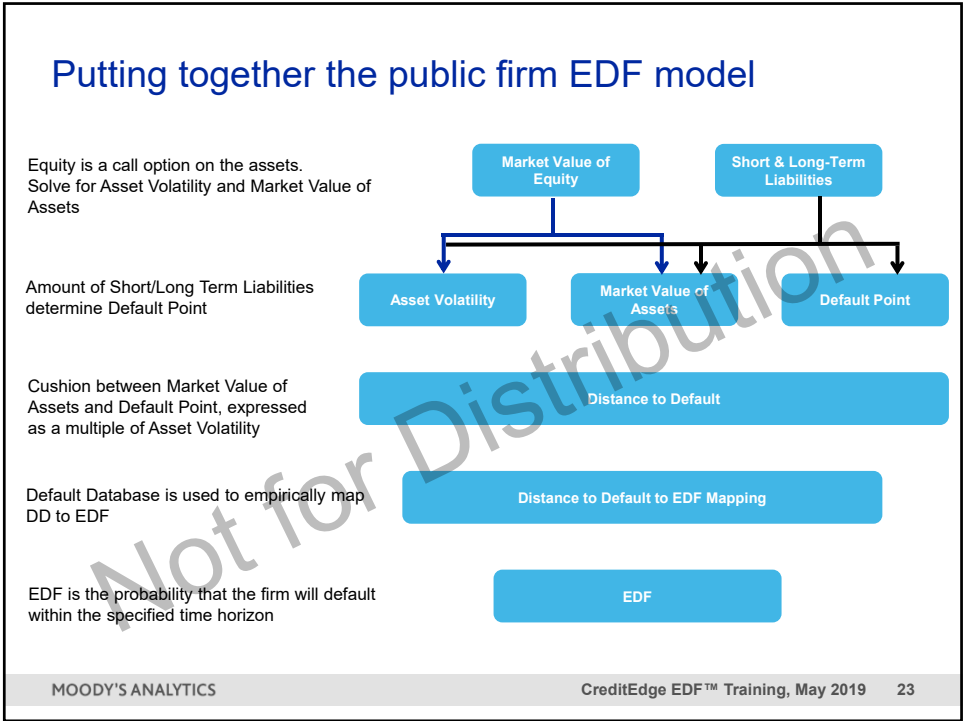 Putting together the public firm EDF model
Equity is a call option on the assets.
Solve for Asset Volatility and Market Value of
Assets
Market Value of
Equity
Short & Long-Term
Liabilities
Amount of Short/Long Term Liabilities
determine Default Point
Asset Volatility
Market Value of
Assets
Default Point
Cushion between Market Value of
Assets and Default Point, expressed
as a multiple of Asset Volatility
Distance to Default
Default Database is used to empirically map
DD to EDF
Distance to Default to EDF Mapping
EDF is the probability that the firm will default
within the specified time horizon
EDF
Not for Distribution
MOODY'S ANALYTICS
CreditEdge EDF™ Training, May 2019 23